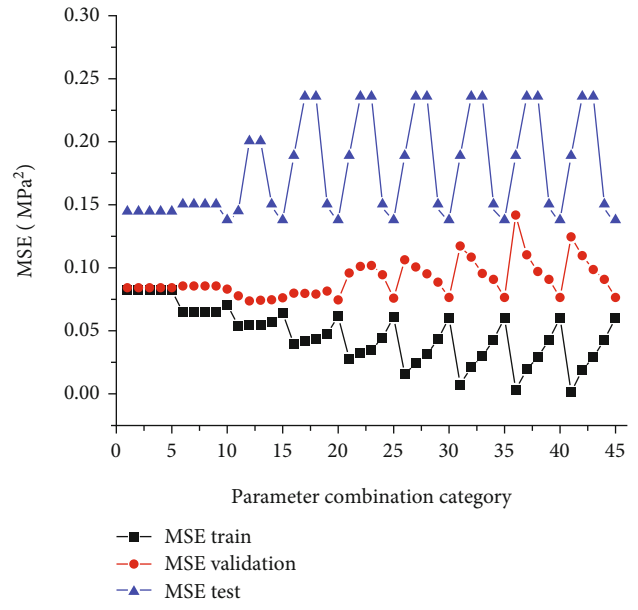 0.30
0.25
0.20
0.15
0.10
0.05
0.00
MSE ( MPa²)
0 5 10 15 20 25 30 35 40 45
Parameter combination category
MSE train
MSE validation
MSE test